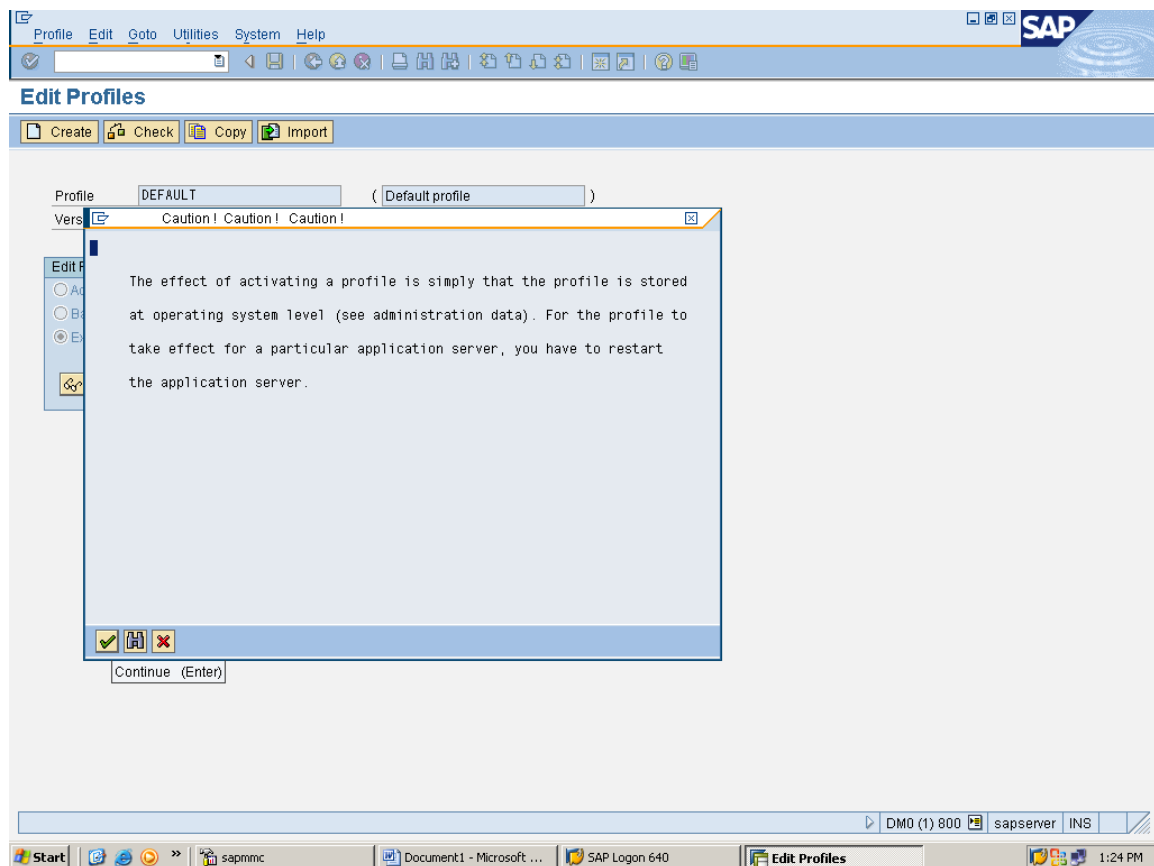 Profile Edit Goto Utilities System Help
SAP
Edit Profiles
Create Check Copy Import
Profile DEFAULT ( Default profile )
Vers
Caution ! Caution ! Caution !
Edit
The effect of activating a profile is simply that the profile is stored
at operating system level (see administration data). For the profile to
take effect for a particular application server, you have to restart
the application server.
Continue (Enter)
DM0 (1) 800 sapserver INS
Start » sapmmc Document1 - Microsoft ... SAP Logon 640 Edit Profiles 1:24 PM